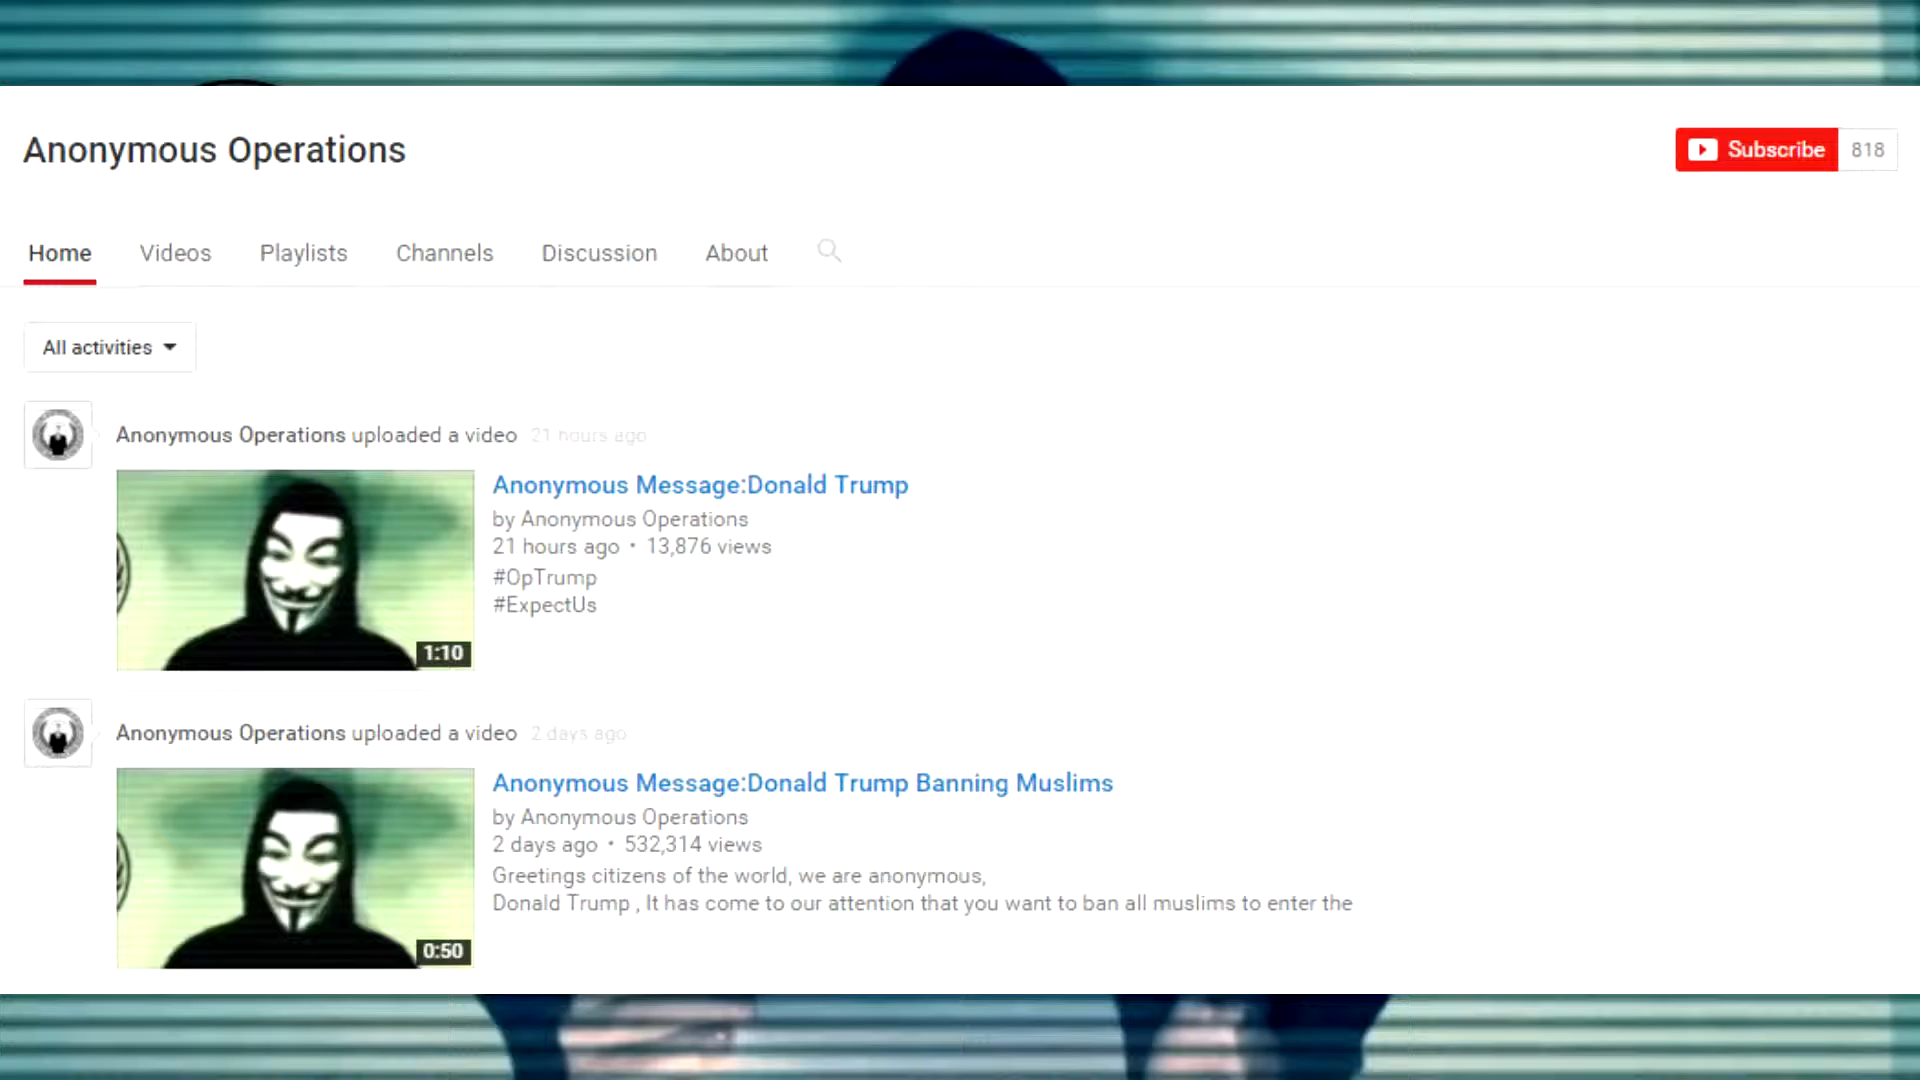 Anonymous Operations
Subscribe 818
Home Videos Playlists Channels Discussion About
All activities
Anonymous Operations uploaded a video 21 hours ago
Anonymous Message:Donald Trump
by Anonymous Operations
21 hours ago • 13,876 views
#OpTrump
#ExpectUs
1:10
Anonymous Operations uploaded a video 2 days ago
Anonymous Message:Donald Trump Banning Muslims
by Anonymous Operations
2 days ago • 532,314 views
Greetings citizens of the world, we are anonymous,
Donald Trump , It has come to our attention that you want to ban all muslims to enter the
0:50